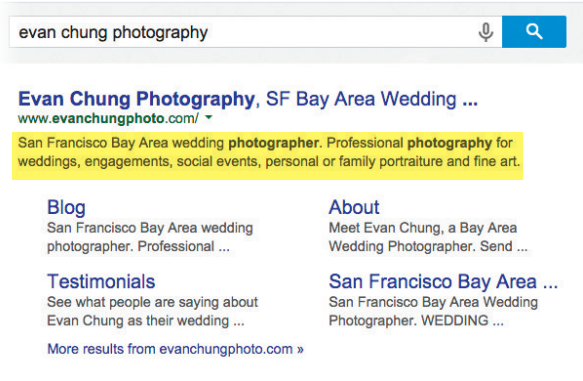 evan chung photography
Evan Chung Photography, SF Bay Area Wedding ...
www.evanchungphoto.com/
San Francisco Bay Area wedding photographer. Professional photography for
weddings, engagements, social events, personal or family portraiture and fine art.
Blog
San Francisco Bay Area wedding
photographer. Professional ...
About
Meet Evan Chung, a Bay Area
Wedding Photographer. Send ...
Testimonials
See what people are saying about
Evan Chung as their wedding ...
San Francisco Bay Area ...
San Francisco Bay Area Wedding
Photographer. WEDDING ...
More results from evanchungphoto.com »